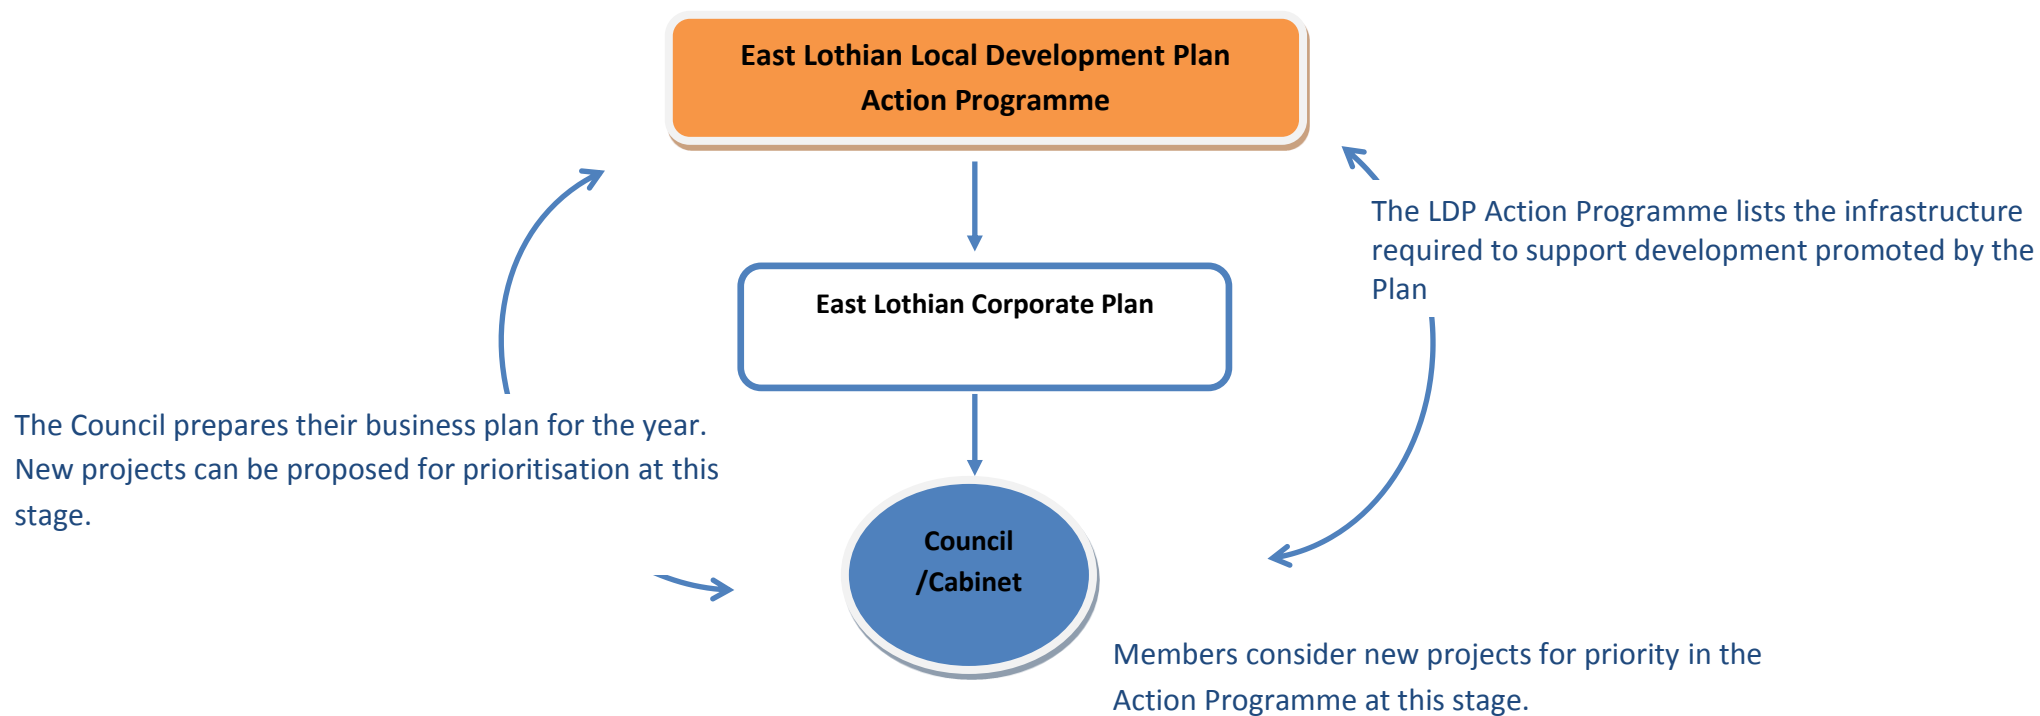 East Lothian Local Development Plan
Action Programme
The LDP Action Programme lists the infrastructure
required to support development promoted by the
Plan
East Lothian Corporate Plan
The Council prepares their business plan for the year.
New projects can be proposed for prioritisation at this
stage.
Council
/Cabinet
Members consider new projects for priority in the
Action Programme at this stage.